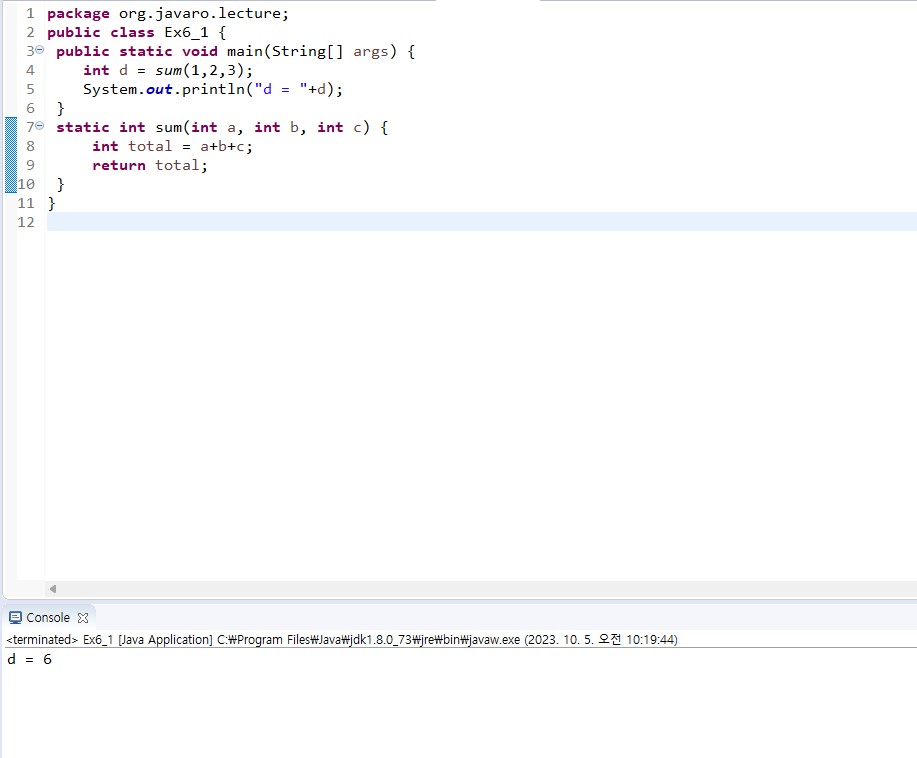 1 package org.javaro.lecture;
2 public class Ex6_1 {
3 public static void main(String[] args) {
4 int d = sum(1,2,3);
5 System.out.println("d = "+d);
6 }
7 static int sum(int a, int b, int c) {
8 int total = a+b+c;
9 return total;
10 }
11 }
12
Console
<terminated> Ex6_1 [Java Application] C:₩Program Files₩Java₩jdk1.8.0_73₩jre₩bin₩javaw.exe (2023. 10. 5. 오전 10:19:44)
d = 6